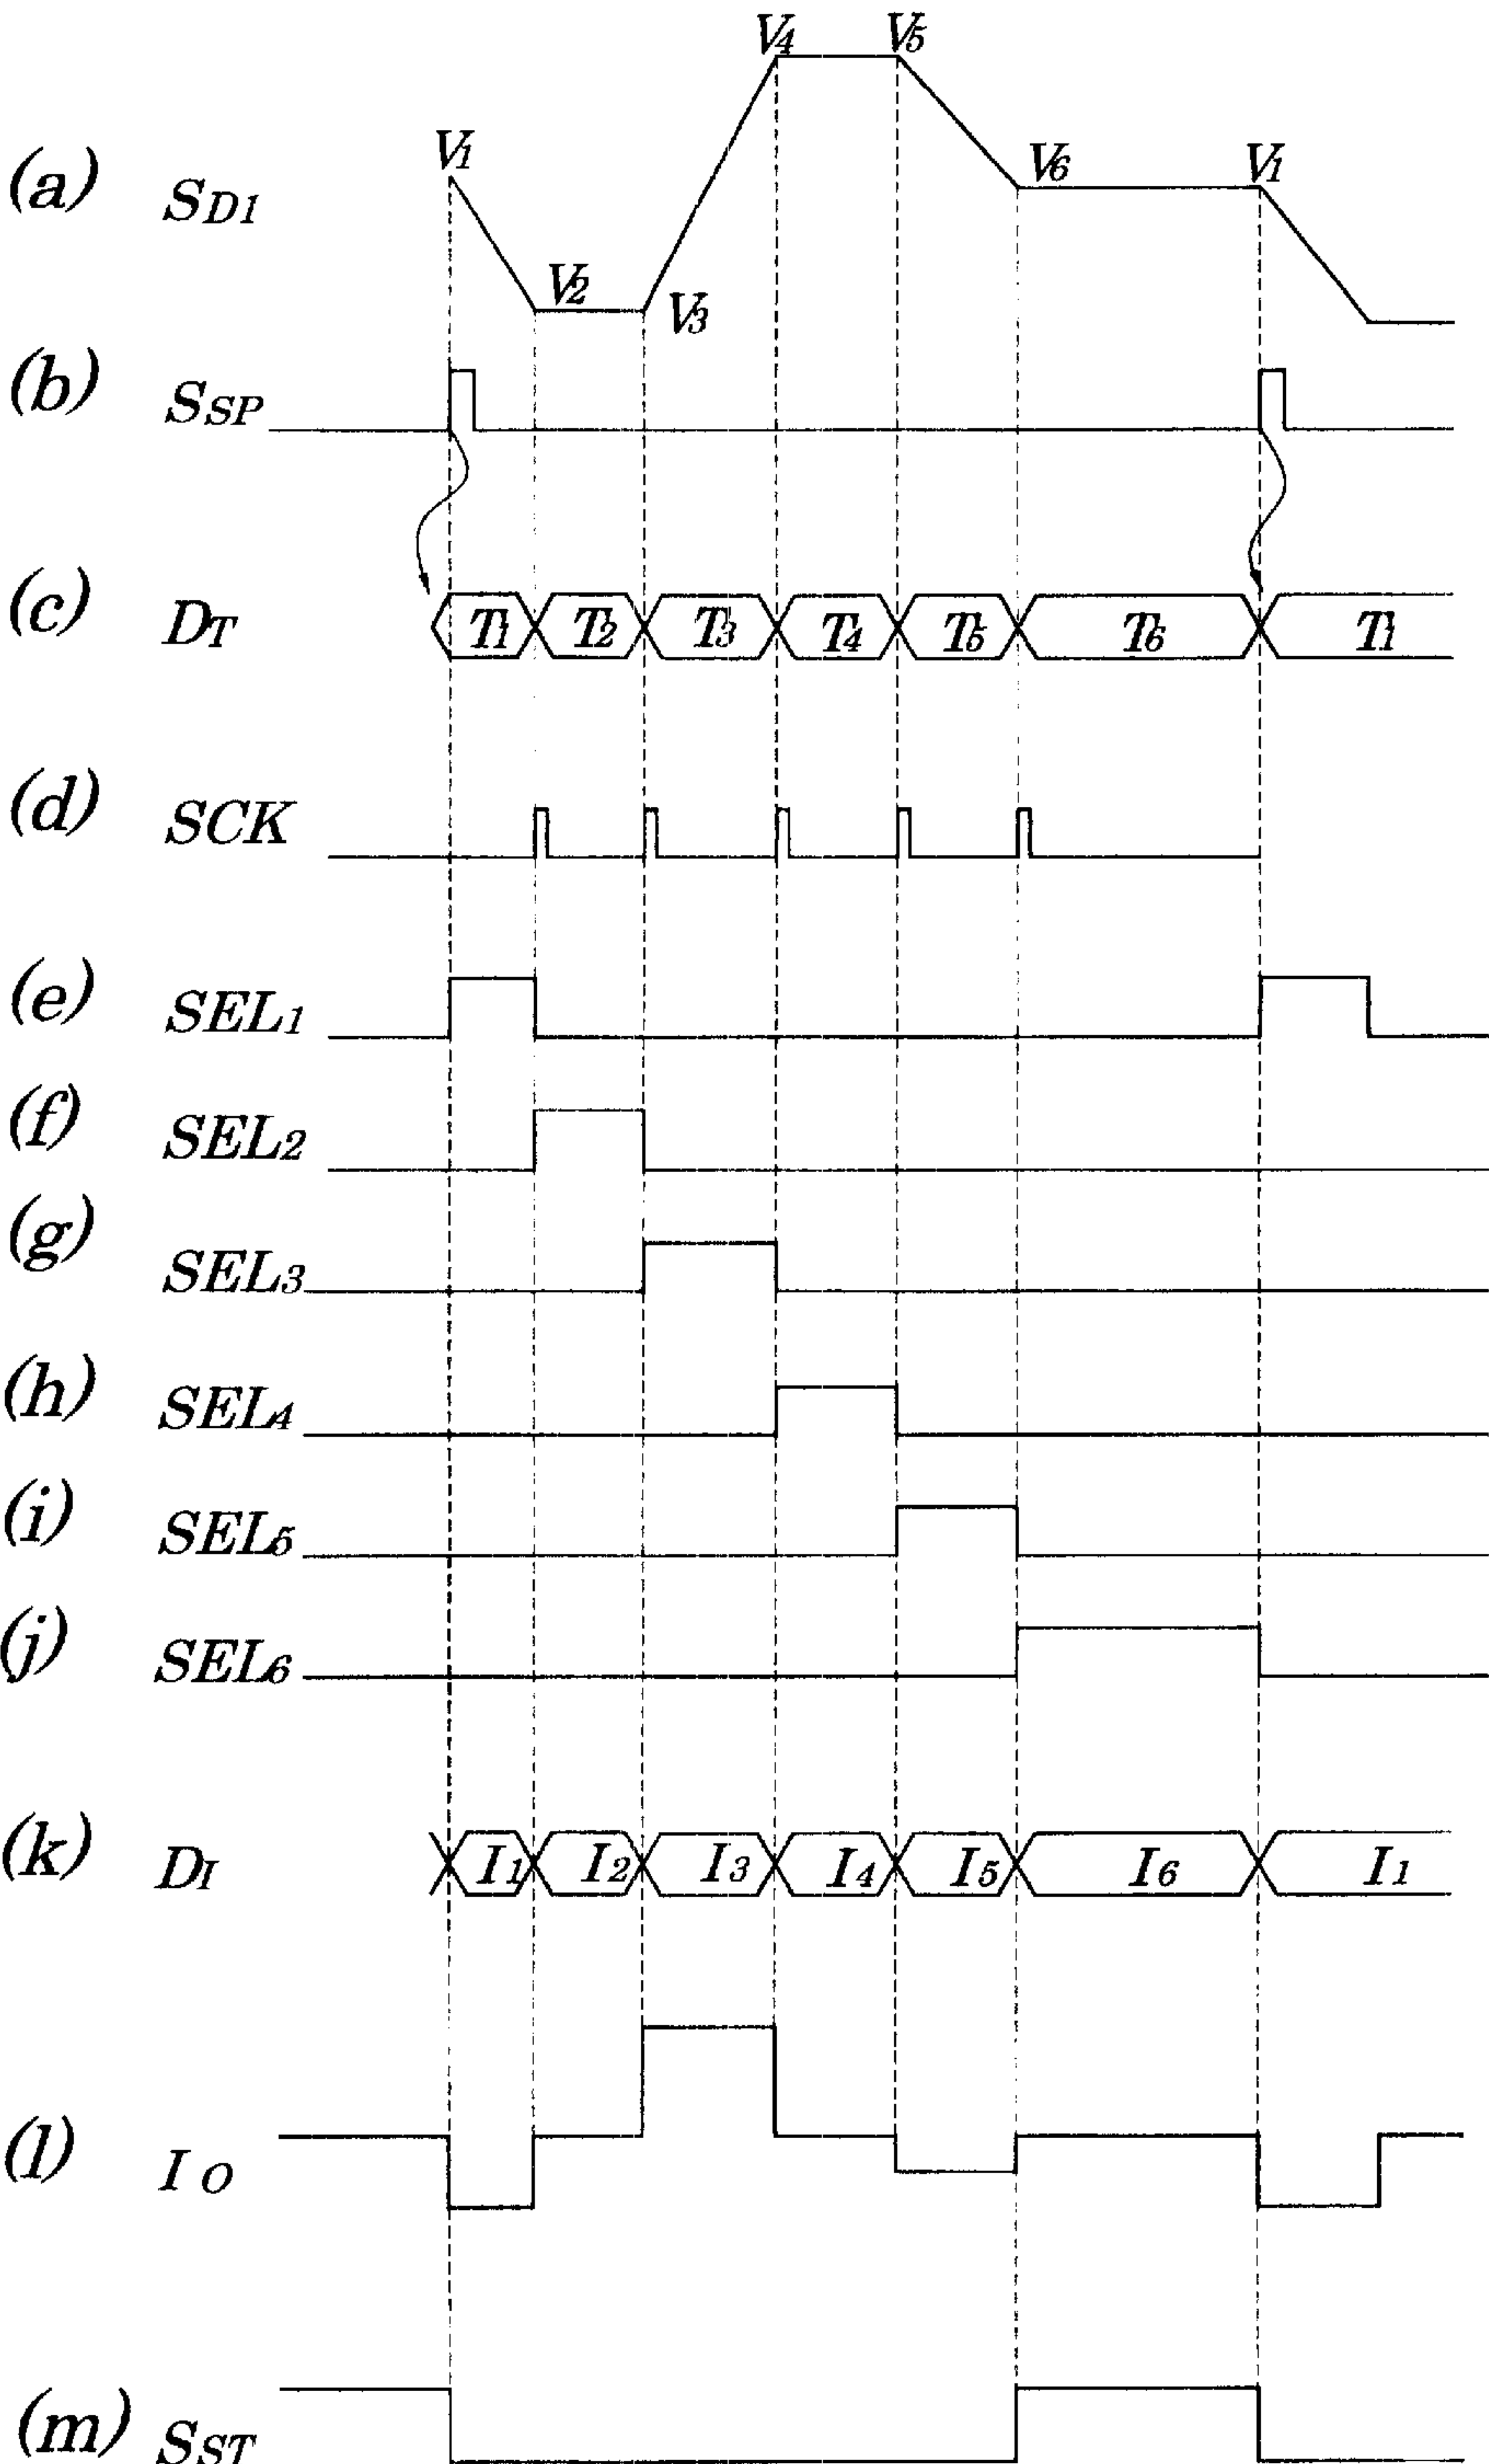 V4 V5
V1 V6 V1
(a) SD1
V2 V3
(b) SSP
(c) DT T1 T2 T3 T4 T5 T6 T1
(d) SCK
(e) SEL1
(f) SEL2
(g) SEL3
(h) SEL4
(i) SEL5
(j) SEL6
(k) DI I1 I2 I3 I4 I5 I6 I1
(l) IO
(m) SST